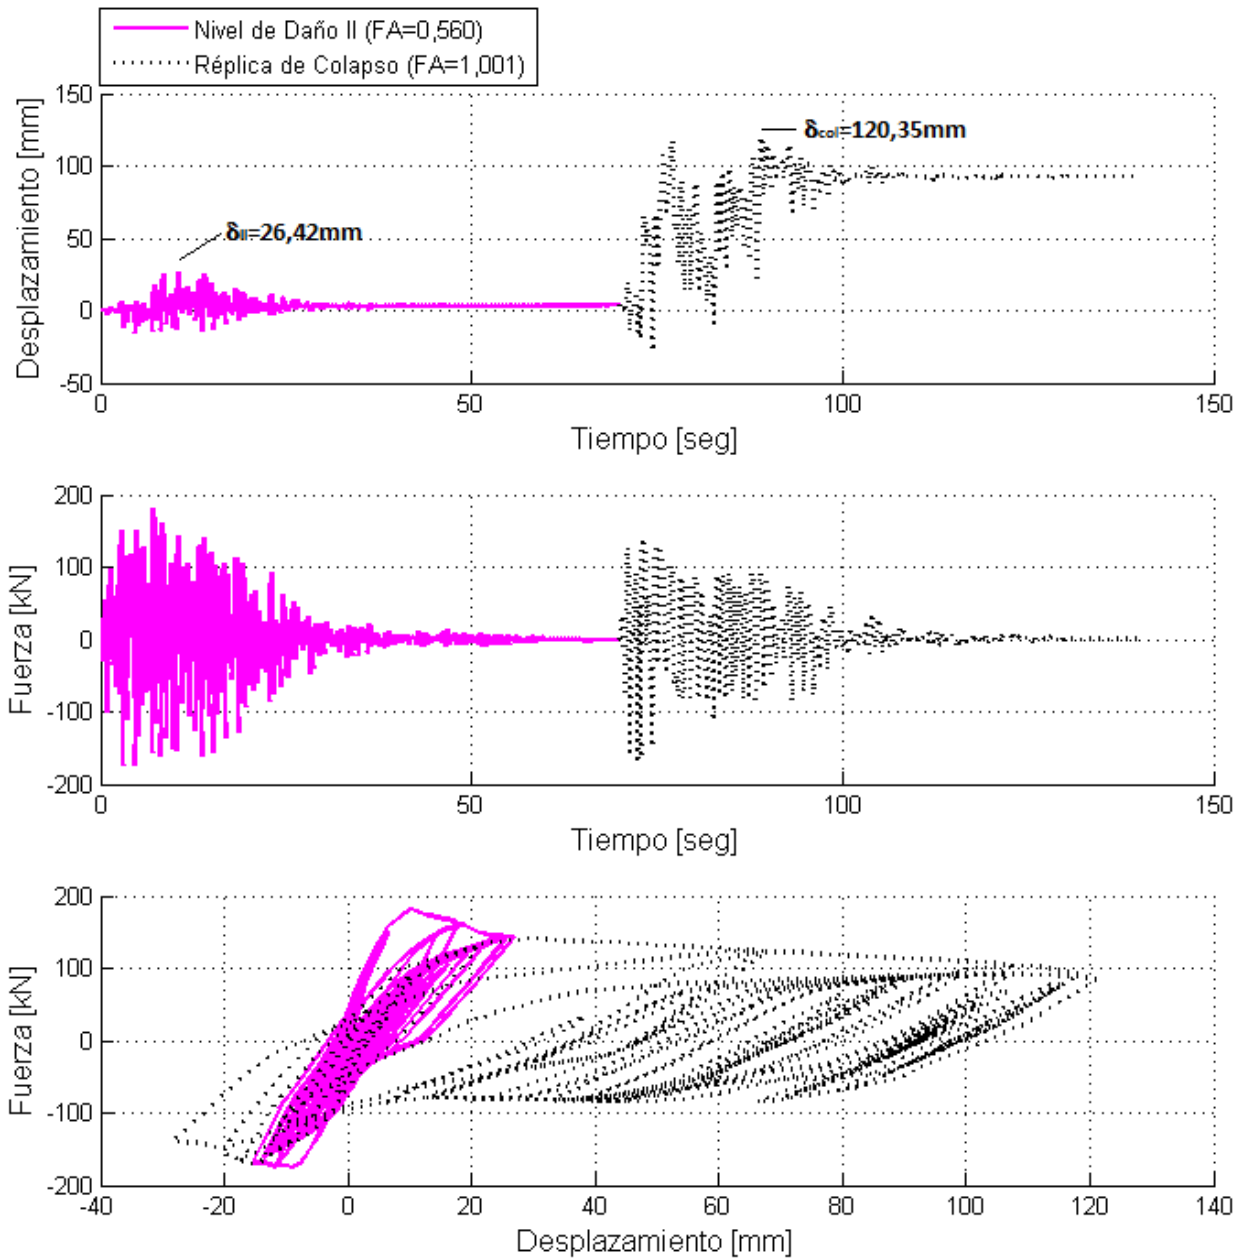 Nivel de Daño II (FA=0,560)
Réplica de Colapso (FA=1,001)
150
100
50
0
-50
Desplazamiento [mm]
δII=26,42mm
δcol=120,35mm
0 50 100 150
Tiempo [seg]
200
100
0
-100
-200
Fuerza [kN]
0 50 100 150
Tiempo [seg]
200
100
0
-100
-200
Fuerza [kN]
-40 -20 0 20 40 60 80 100 120 140
Desplazamiento [mm]